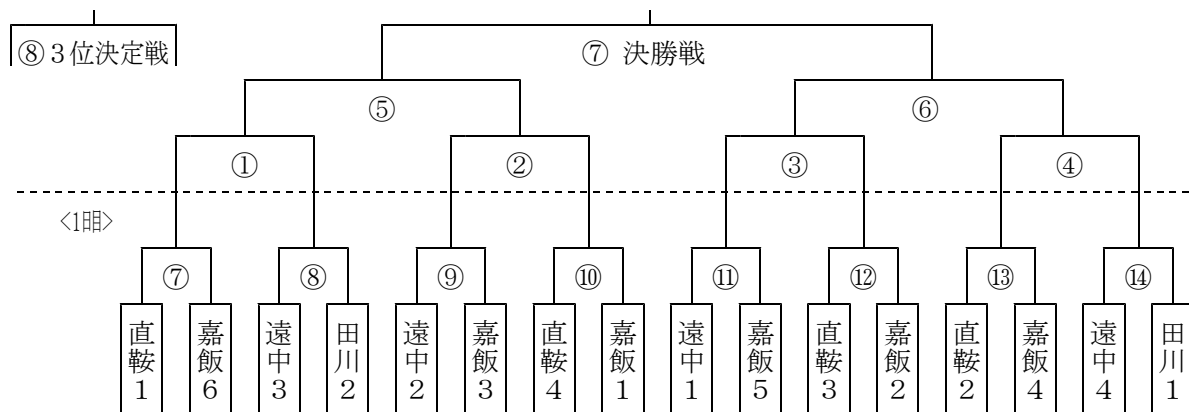 ⑧3位決定戦
⑦ 決勝戦
⑤ ⑥
① ② ③ ④
<1日目>
⑦ ⑧ ⑨ ⑩ ⑪ ⑫ ⑬ ⑭
直鞍1
嘉飯6
遠中3
田川2
遠中2
嘉飯3
直鞍4
嘉飯1
遠中1
嘉飯5
直鞍3
嘉飯2
直鞍2
嘉飯4
遠中4
田川1